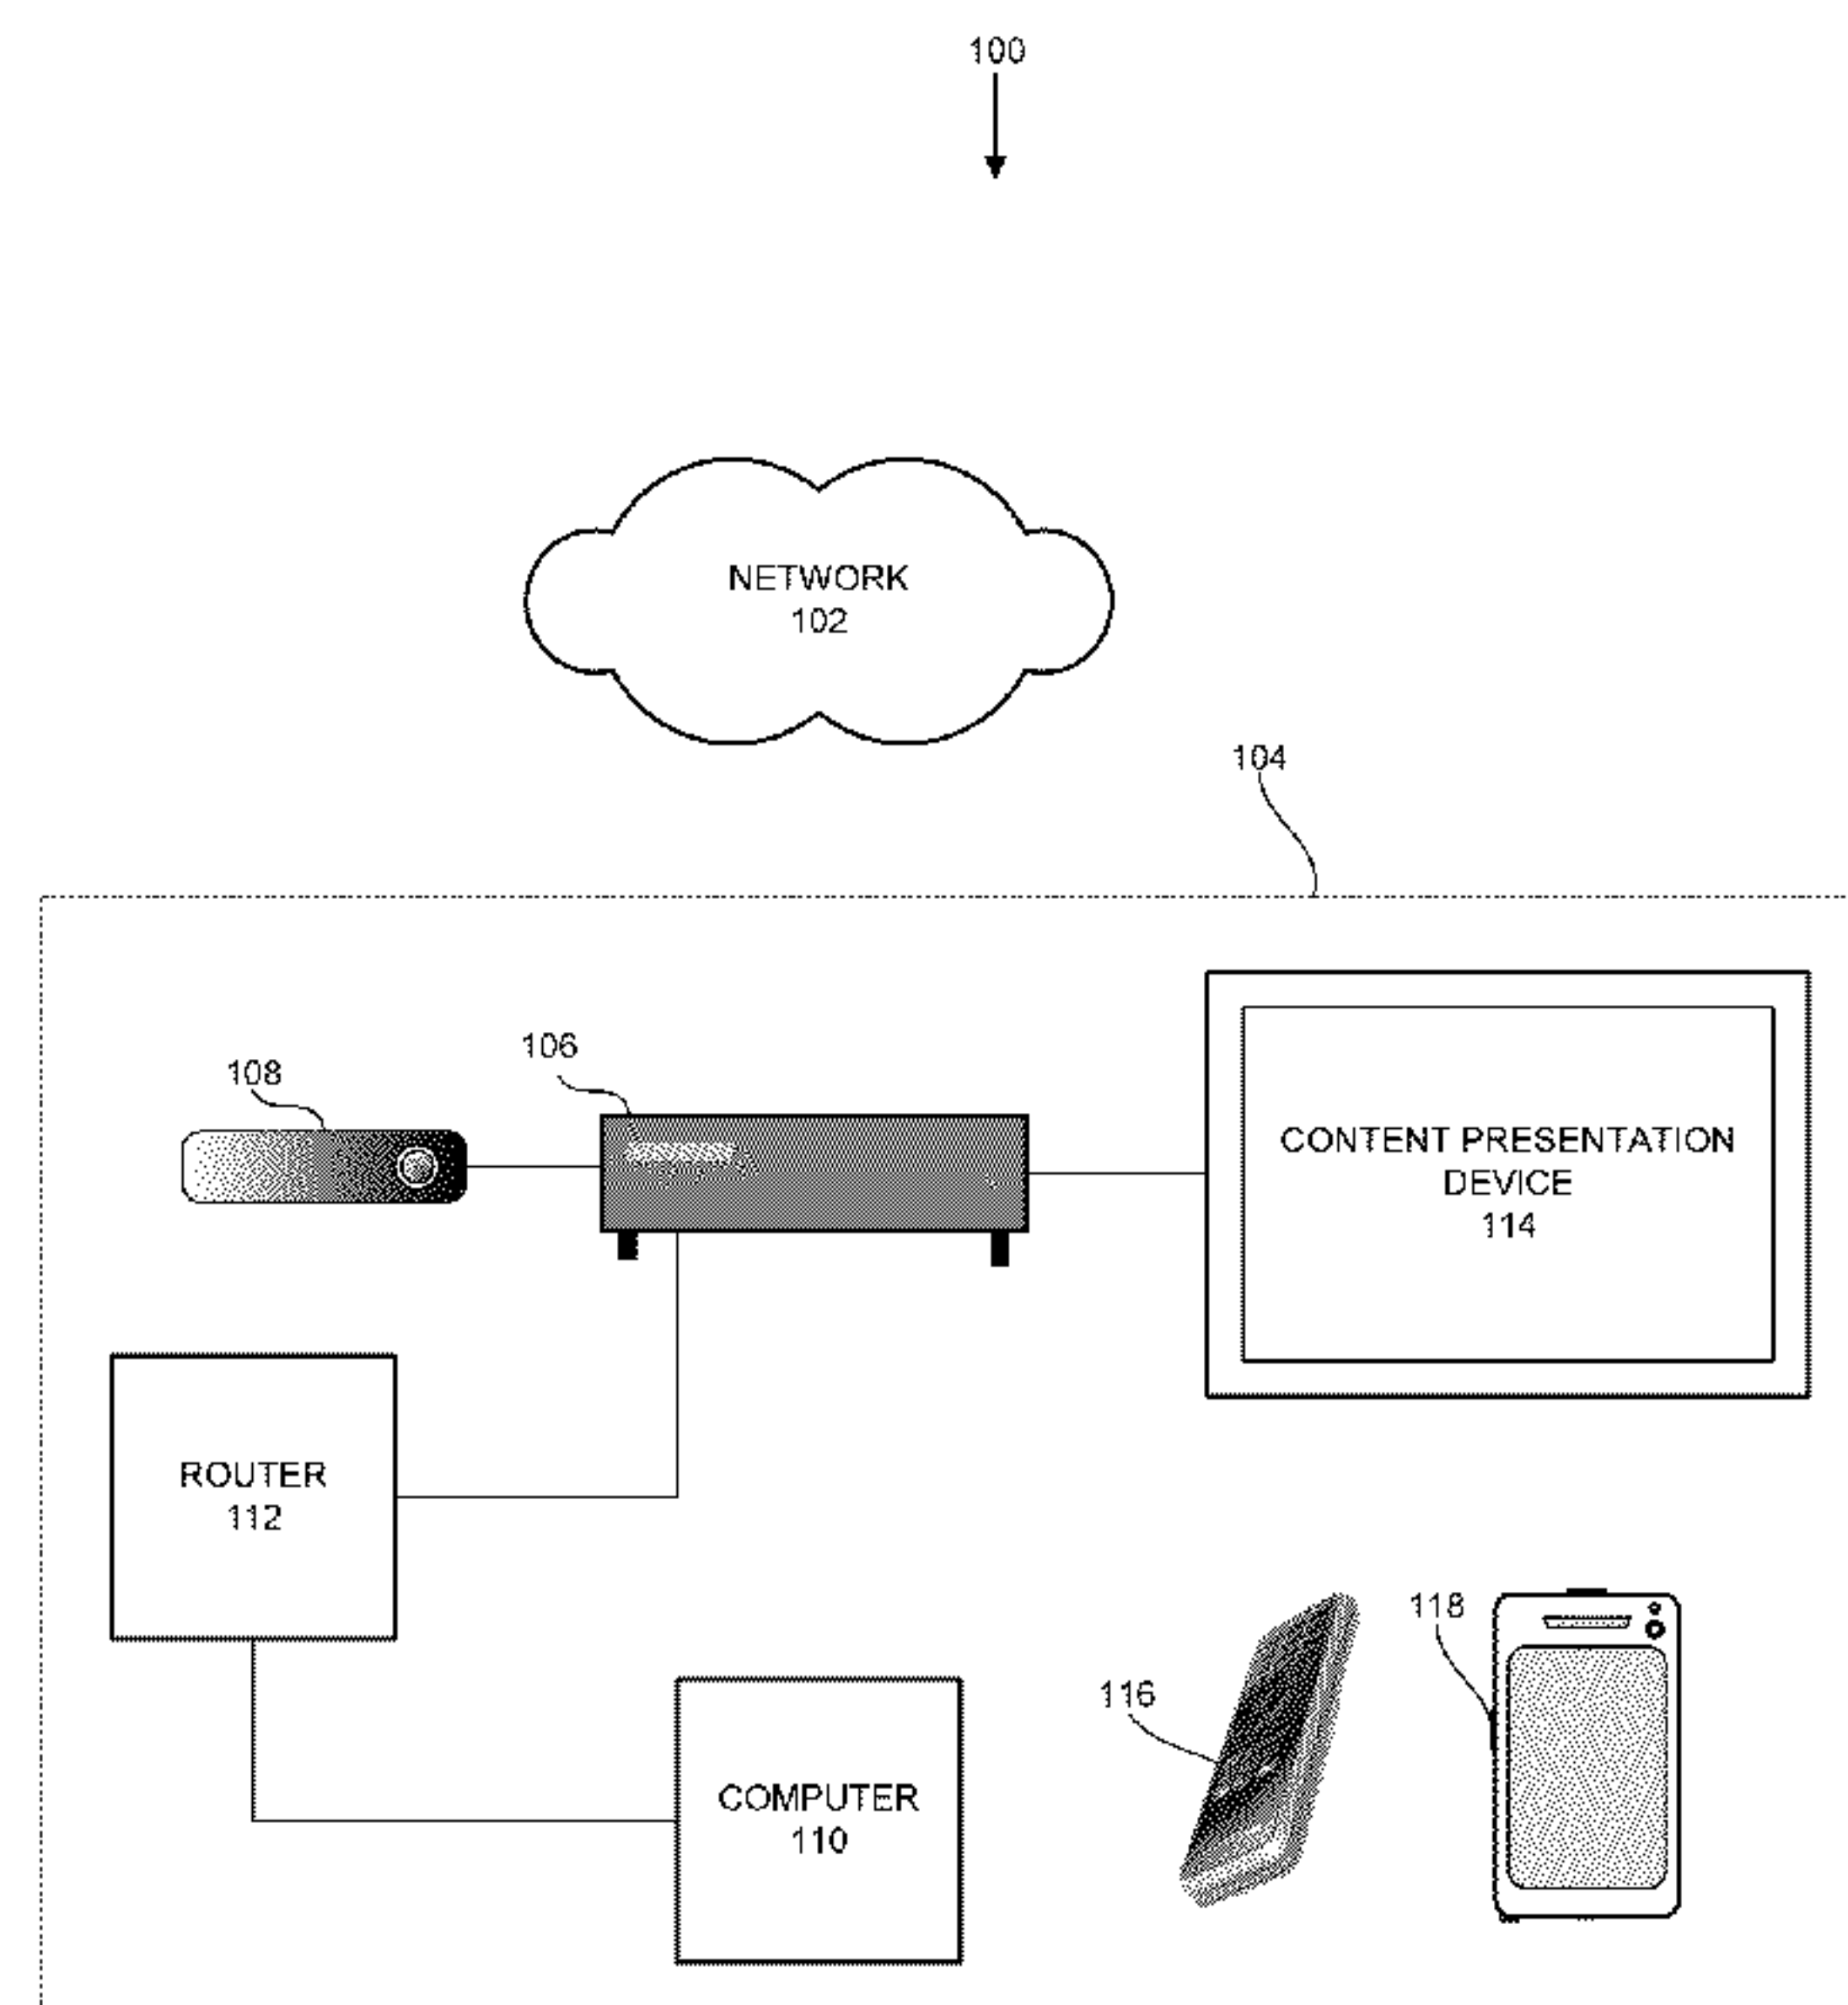 100
NETWORK
102
104
106
108
CONTENT PRESENTATION
DEVICE
114
ROUTER
112
118
116
COMPUTER
110